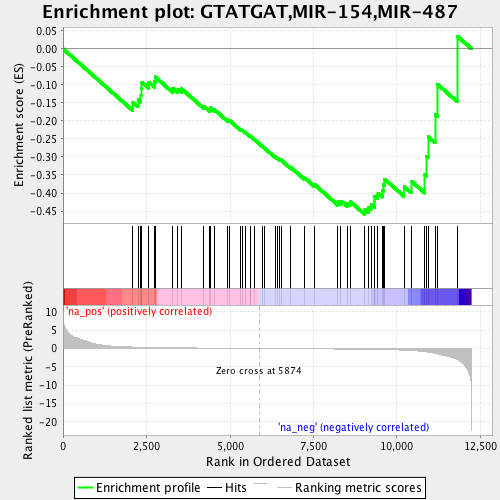 Enrichment plot: GTATGAT,MIR-154,MIR-487
Enrichment score (ES)
0.05
0.00
-0.05
-0.10
-0.15
-0.20
-0.25
-0.30
-0.35
-0.40
-0.45
Ranked list metric (PreRanked)
'na_pos' (positively correlated)
10
5
0
-5
-10
-15
-20
Zero cross at 5874
'na_neg' (negatively correlated)
0
2,500
5,000
7,500
10,000
12,500
Rank in Ordered Dataset
Enrichment profile
Hits
Ranking metric scores